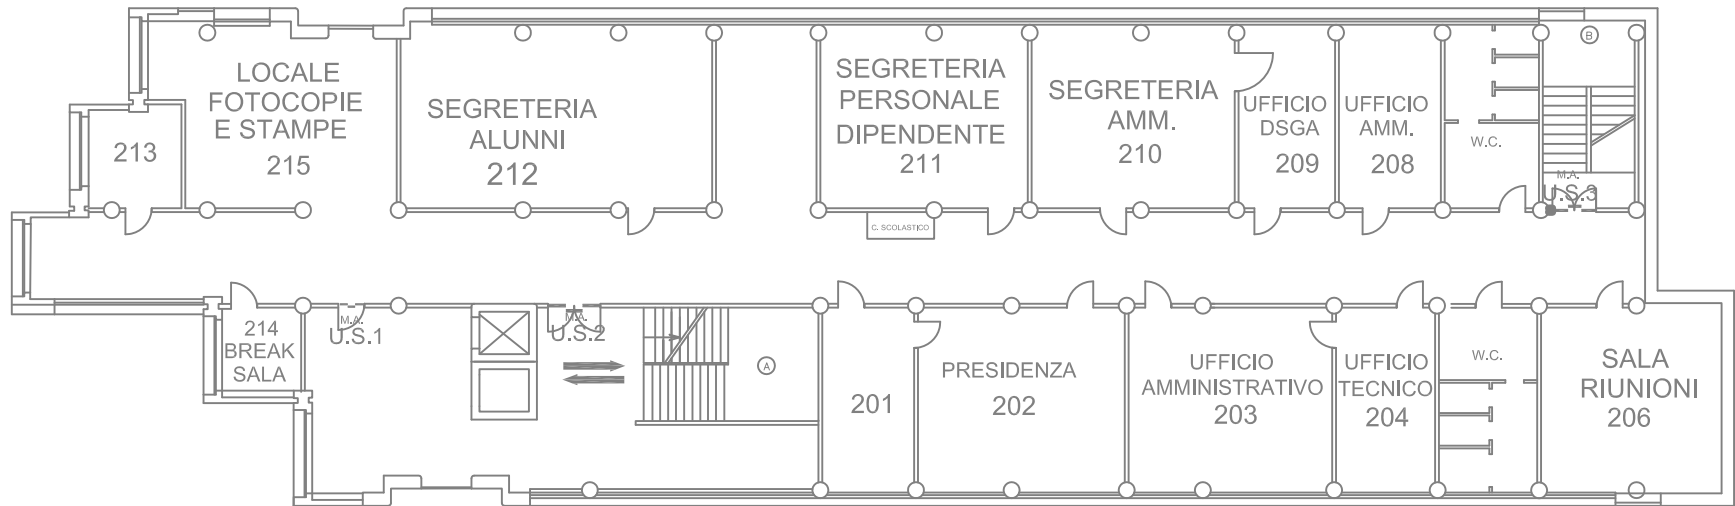 LOCALE
FOTOCOPIE
E STAMPE
215
213
SEGRETERIA
ALUNNI
212
SEGRETERIA
PERSONALE
DIPENDENTE
211
SEGRETERIA
AMM.
210
UFFICIO
DSGA
209
UFFICIO
AMM.
208
W.C.
B
M.A.
U.S.3
C. SCOLASTICO
214
BREAK
SALA
M.A.
U.S.1
M.A.
U.S.2
A
201
PRESIDENZA
202
UFFICIO
AMMINISTRATIVO
203
UFFICIO
TECNICO
204
W.C.
SALA
RIUNIONI
206